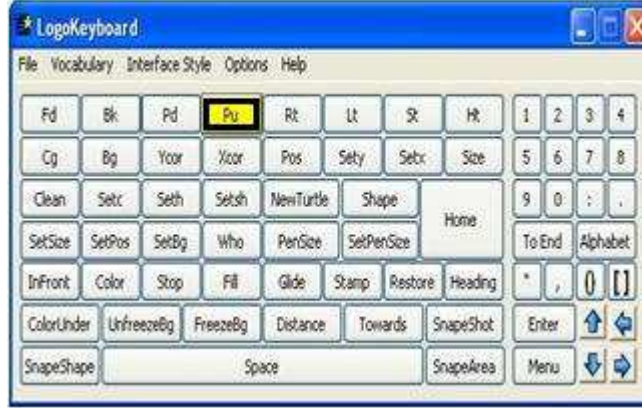 LogoKeyboard
File Vocabulary Interface Style Options Help
Fd Bk Pd Pu Rt Lt St Ht 1 2 3 4
Cg Bg Ycor Xcor Pos Sety Setx Size 5 6 7 8
Clean Setc Seth Setsh NewTurtle Shape Home 9 0 : .
SetSize SetPos SetBg Who PenSize SetPenSize To End Alphabet
InFront Color Stop Fill Glide Stamp Restore Heading " , () []
ColorUnder UnfreezeBg FreezeBg Distance Towards SnapeShot Enter
SnapeShape Space SnapeArea Menu